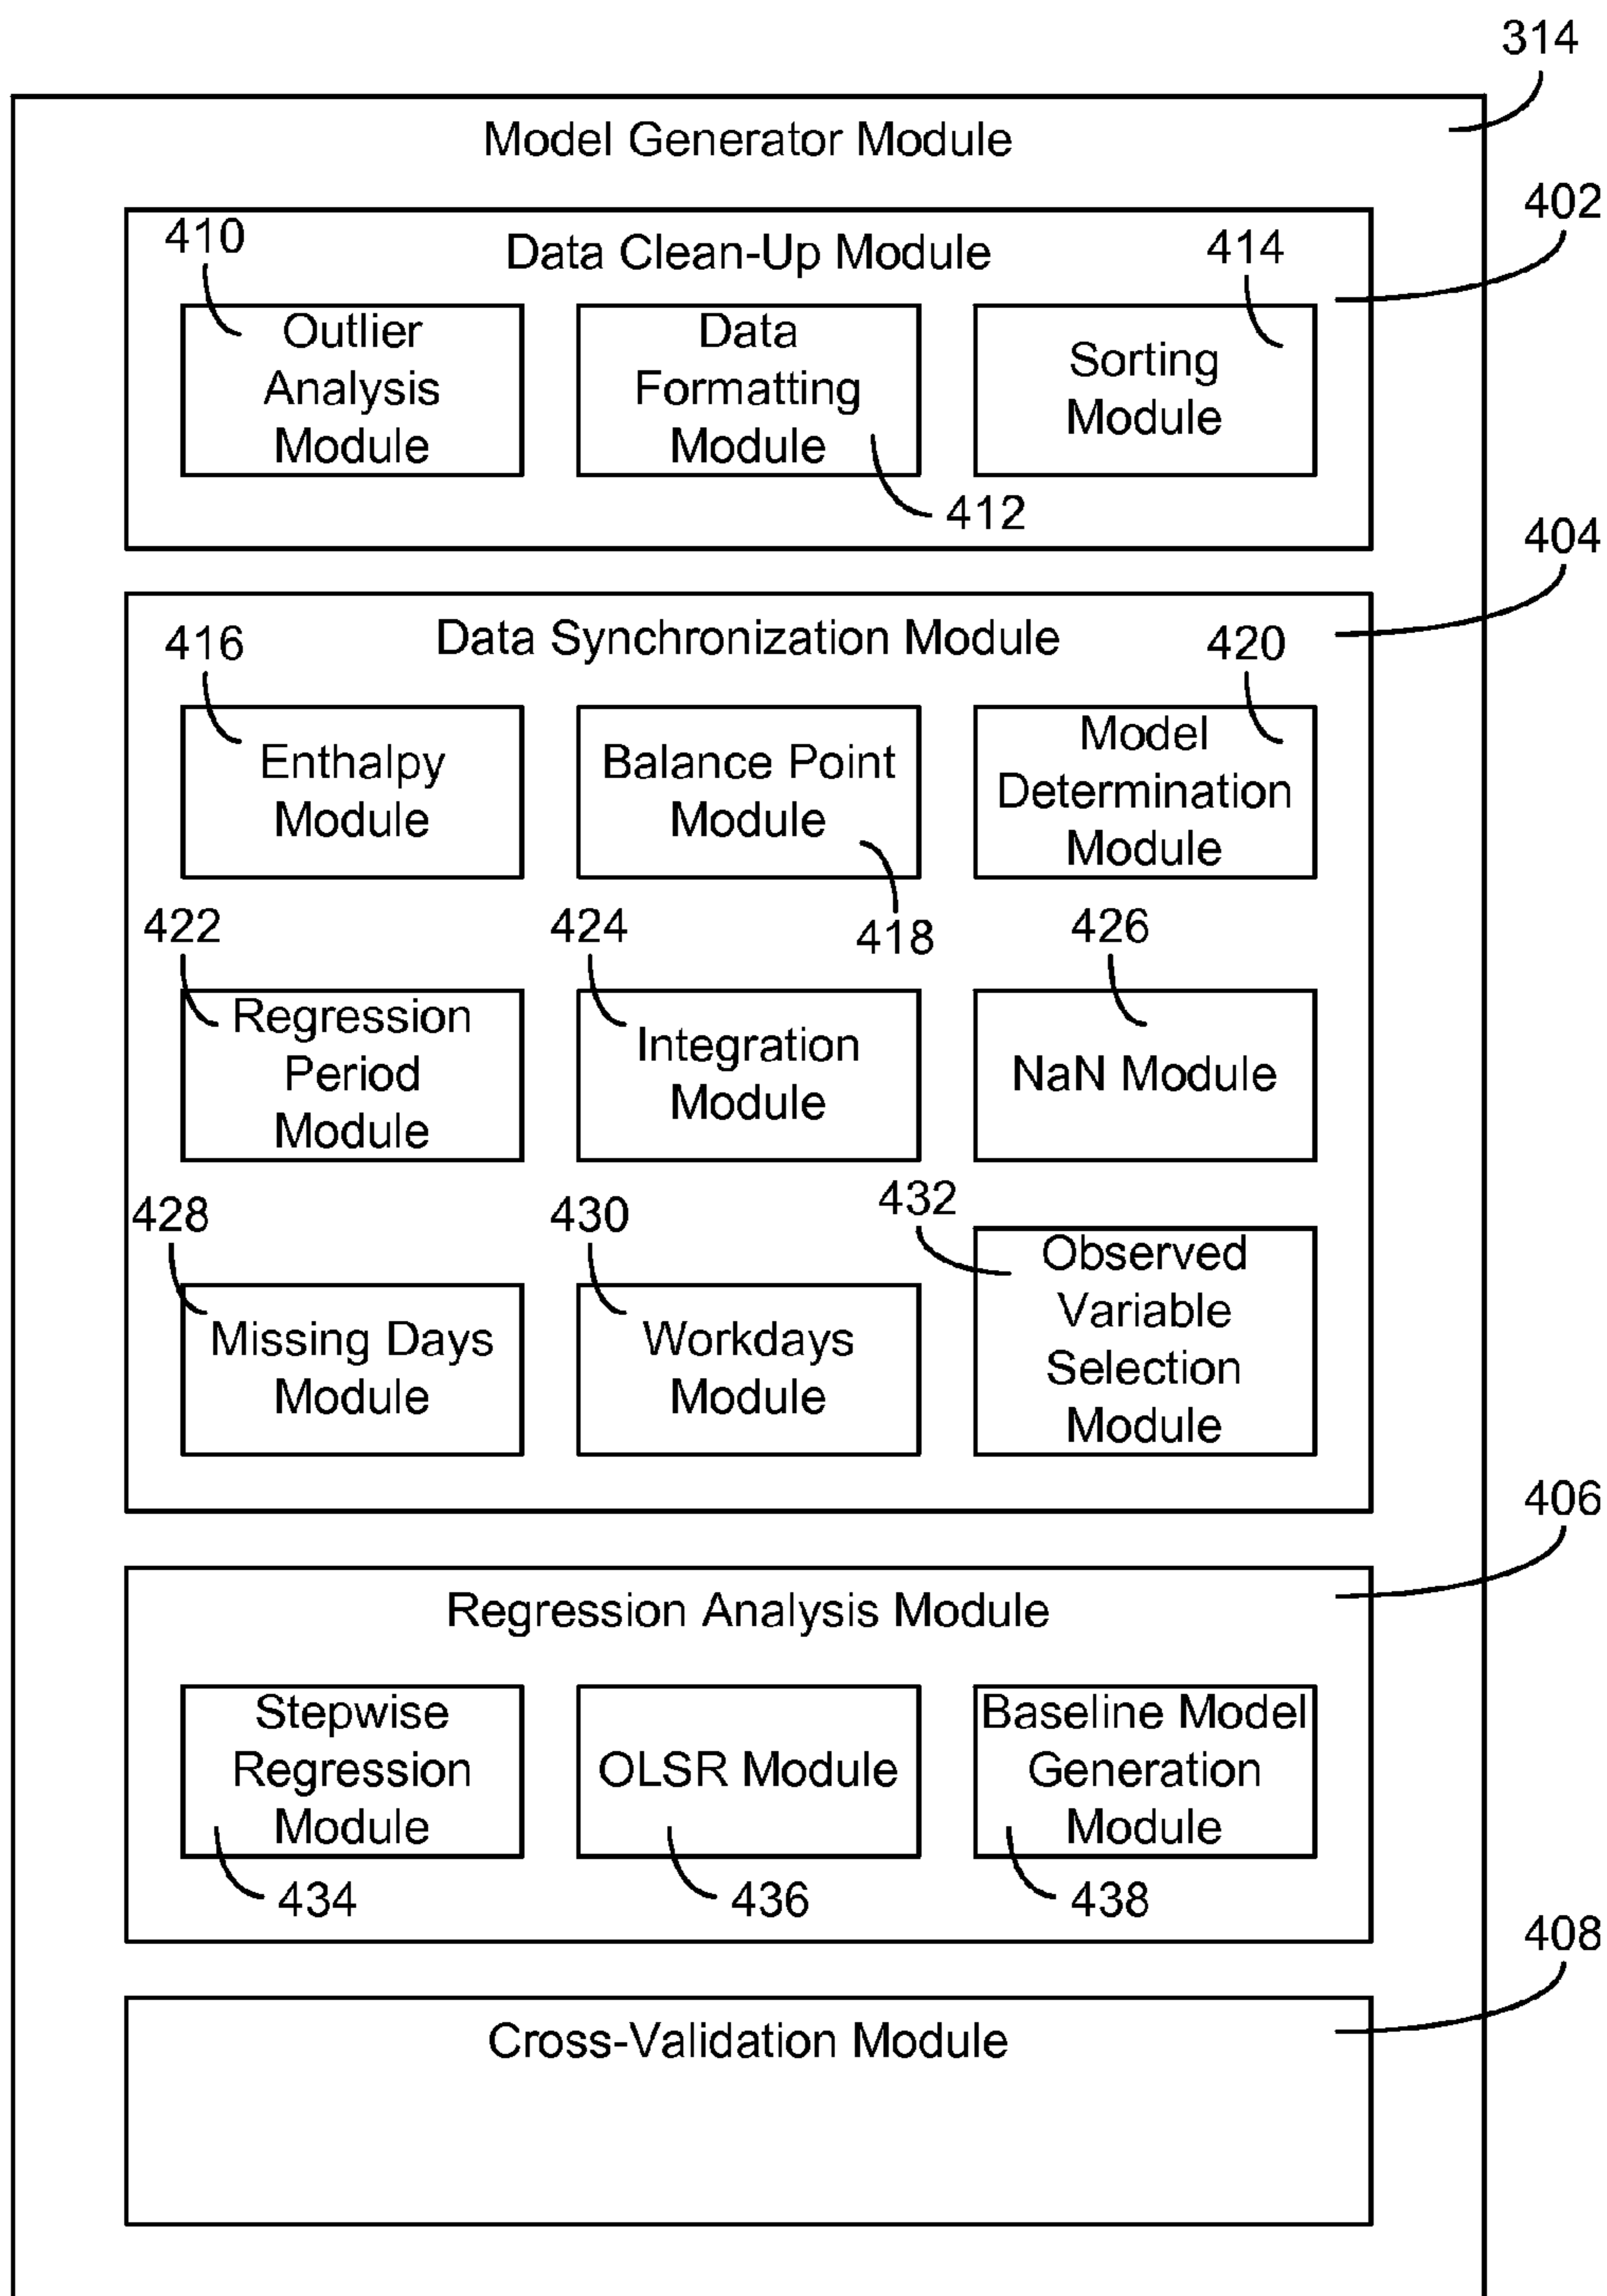 314
Model Generator Module
402
410
Data Clean-Up Module
414
Outlier
Analysis
Module
Data
Formatting
Module
Sorting
Module
412
404
416
Data Synchronization Module
420
Enthalpy
Module
Balance Point
Module
Model
Determination
Module
422
424
418
426
Regression
Period
Module
Integration
Module
NaN Module
428
430
432
Missing Days
Module
Workdays
Module
Observed
Variable
Selection
Module
406
Regression Analysis Module
Stepwise
Regression
Module
OLSR Module
Baseline Model
Generation
Module
434
436
438
408
Cross-Validation Module